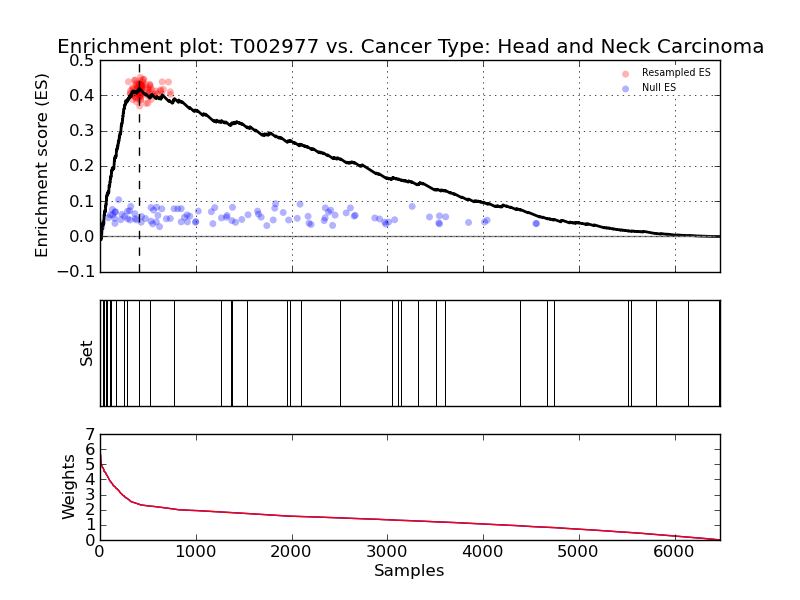 Enrichment plot: T002977 vs. Cancer Type: Head and Neck Carcinoma
0.5
0.4
0.3
0.2
0.1
0.0
−0.1
Enrichment score (ES)
Resampled ES
Null ES
Set
7
6
5
4
3
2
1
0
Weights
0 1000 2000 3000 4000 5000 6000
Samples